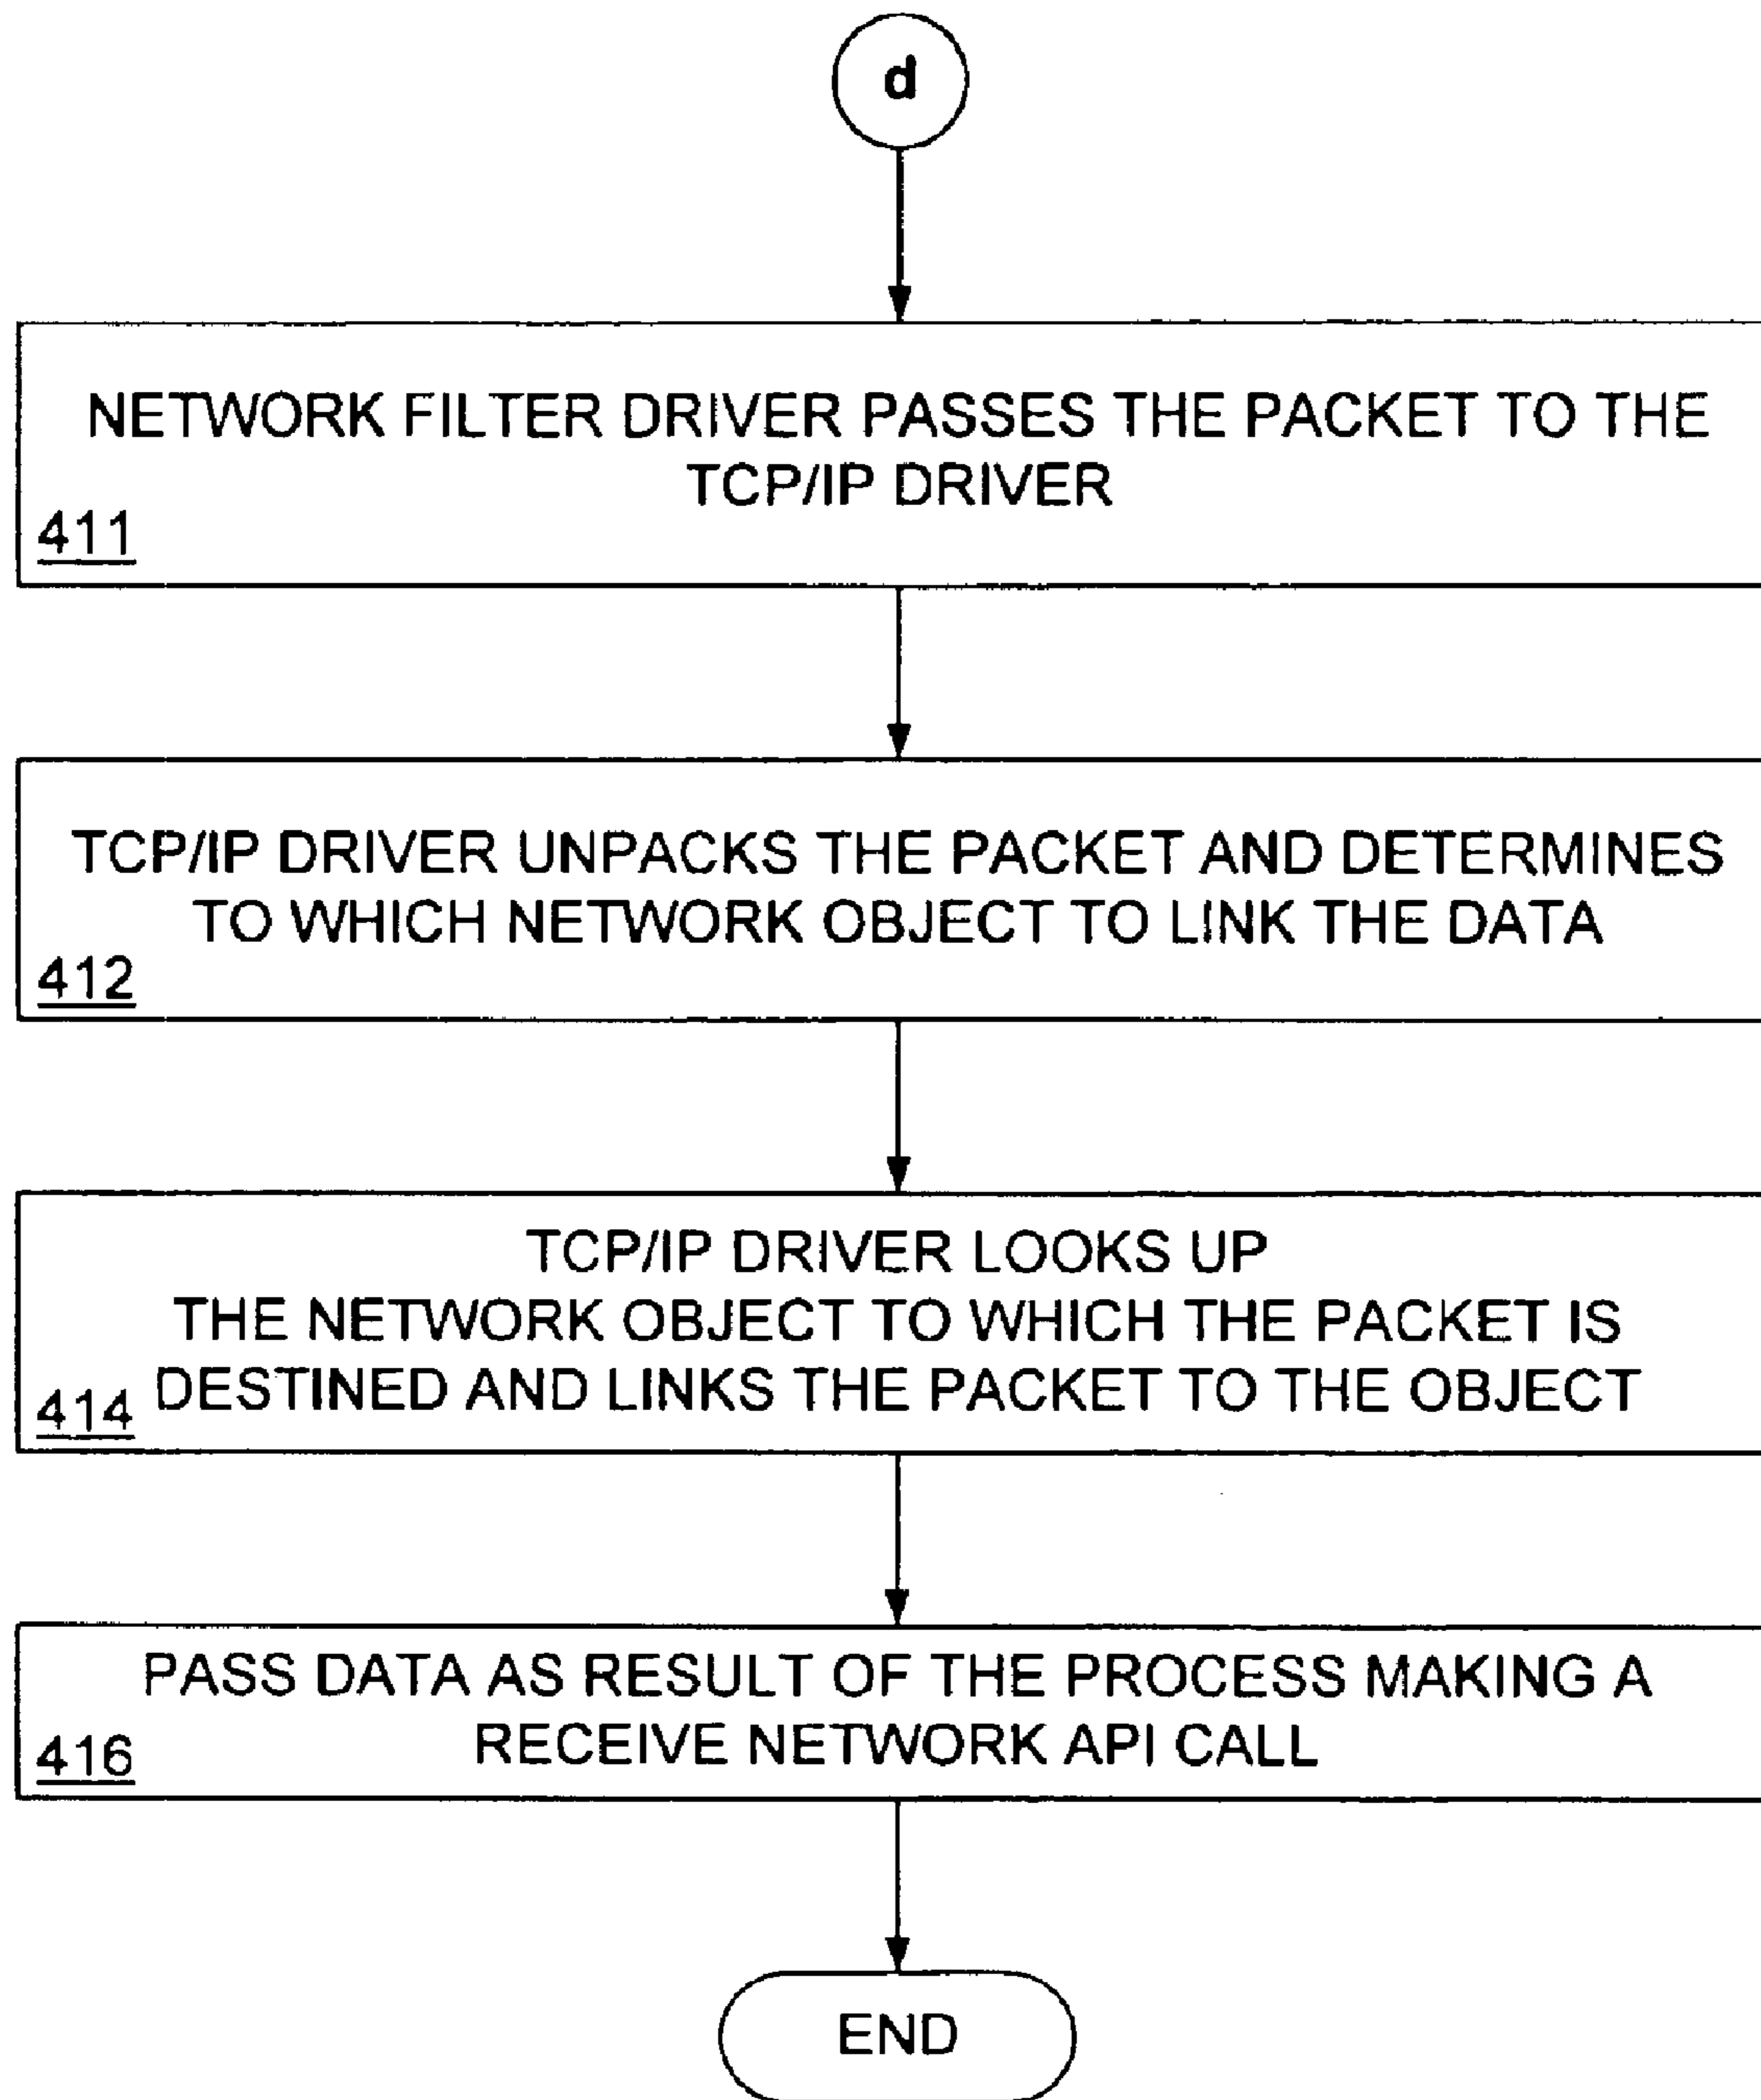 d
NETWORK FILTER DRIVER PASSES THE PACKET TO THE
TCP/IP DRIVER
411
TCP/IP DRIVER UNPACKS THE PACKET AND DETERMINES
TO WHICH NETWORK OBJECT TO LINK THE DATA
412
TCP/IP DRIVER LOOKS UP
THE NETWORK OBJECT TO WHICH THE PACKET IS
DESTINED AND LINKS THE PACKET TO THE OBJECT
414
PASS DATA AS RESULT OF THE PROCESS MAKING A
RECEIVE NETWORK API CALL
416
END